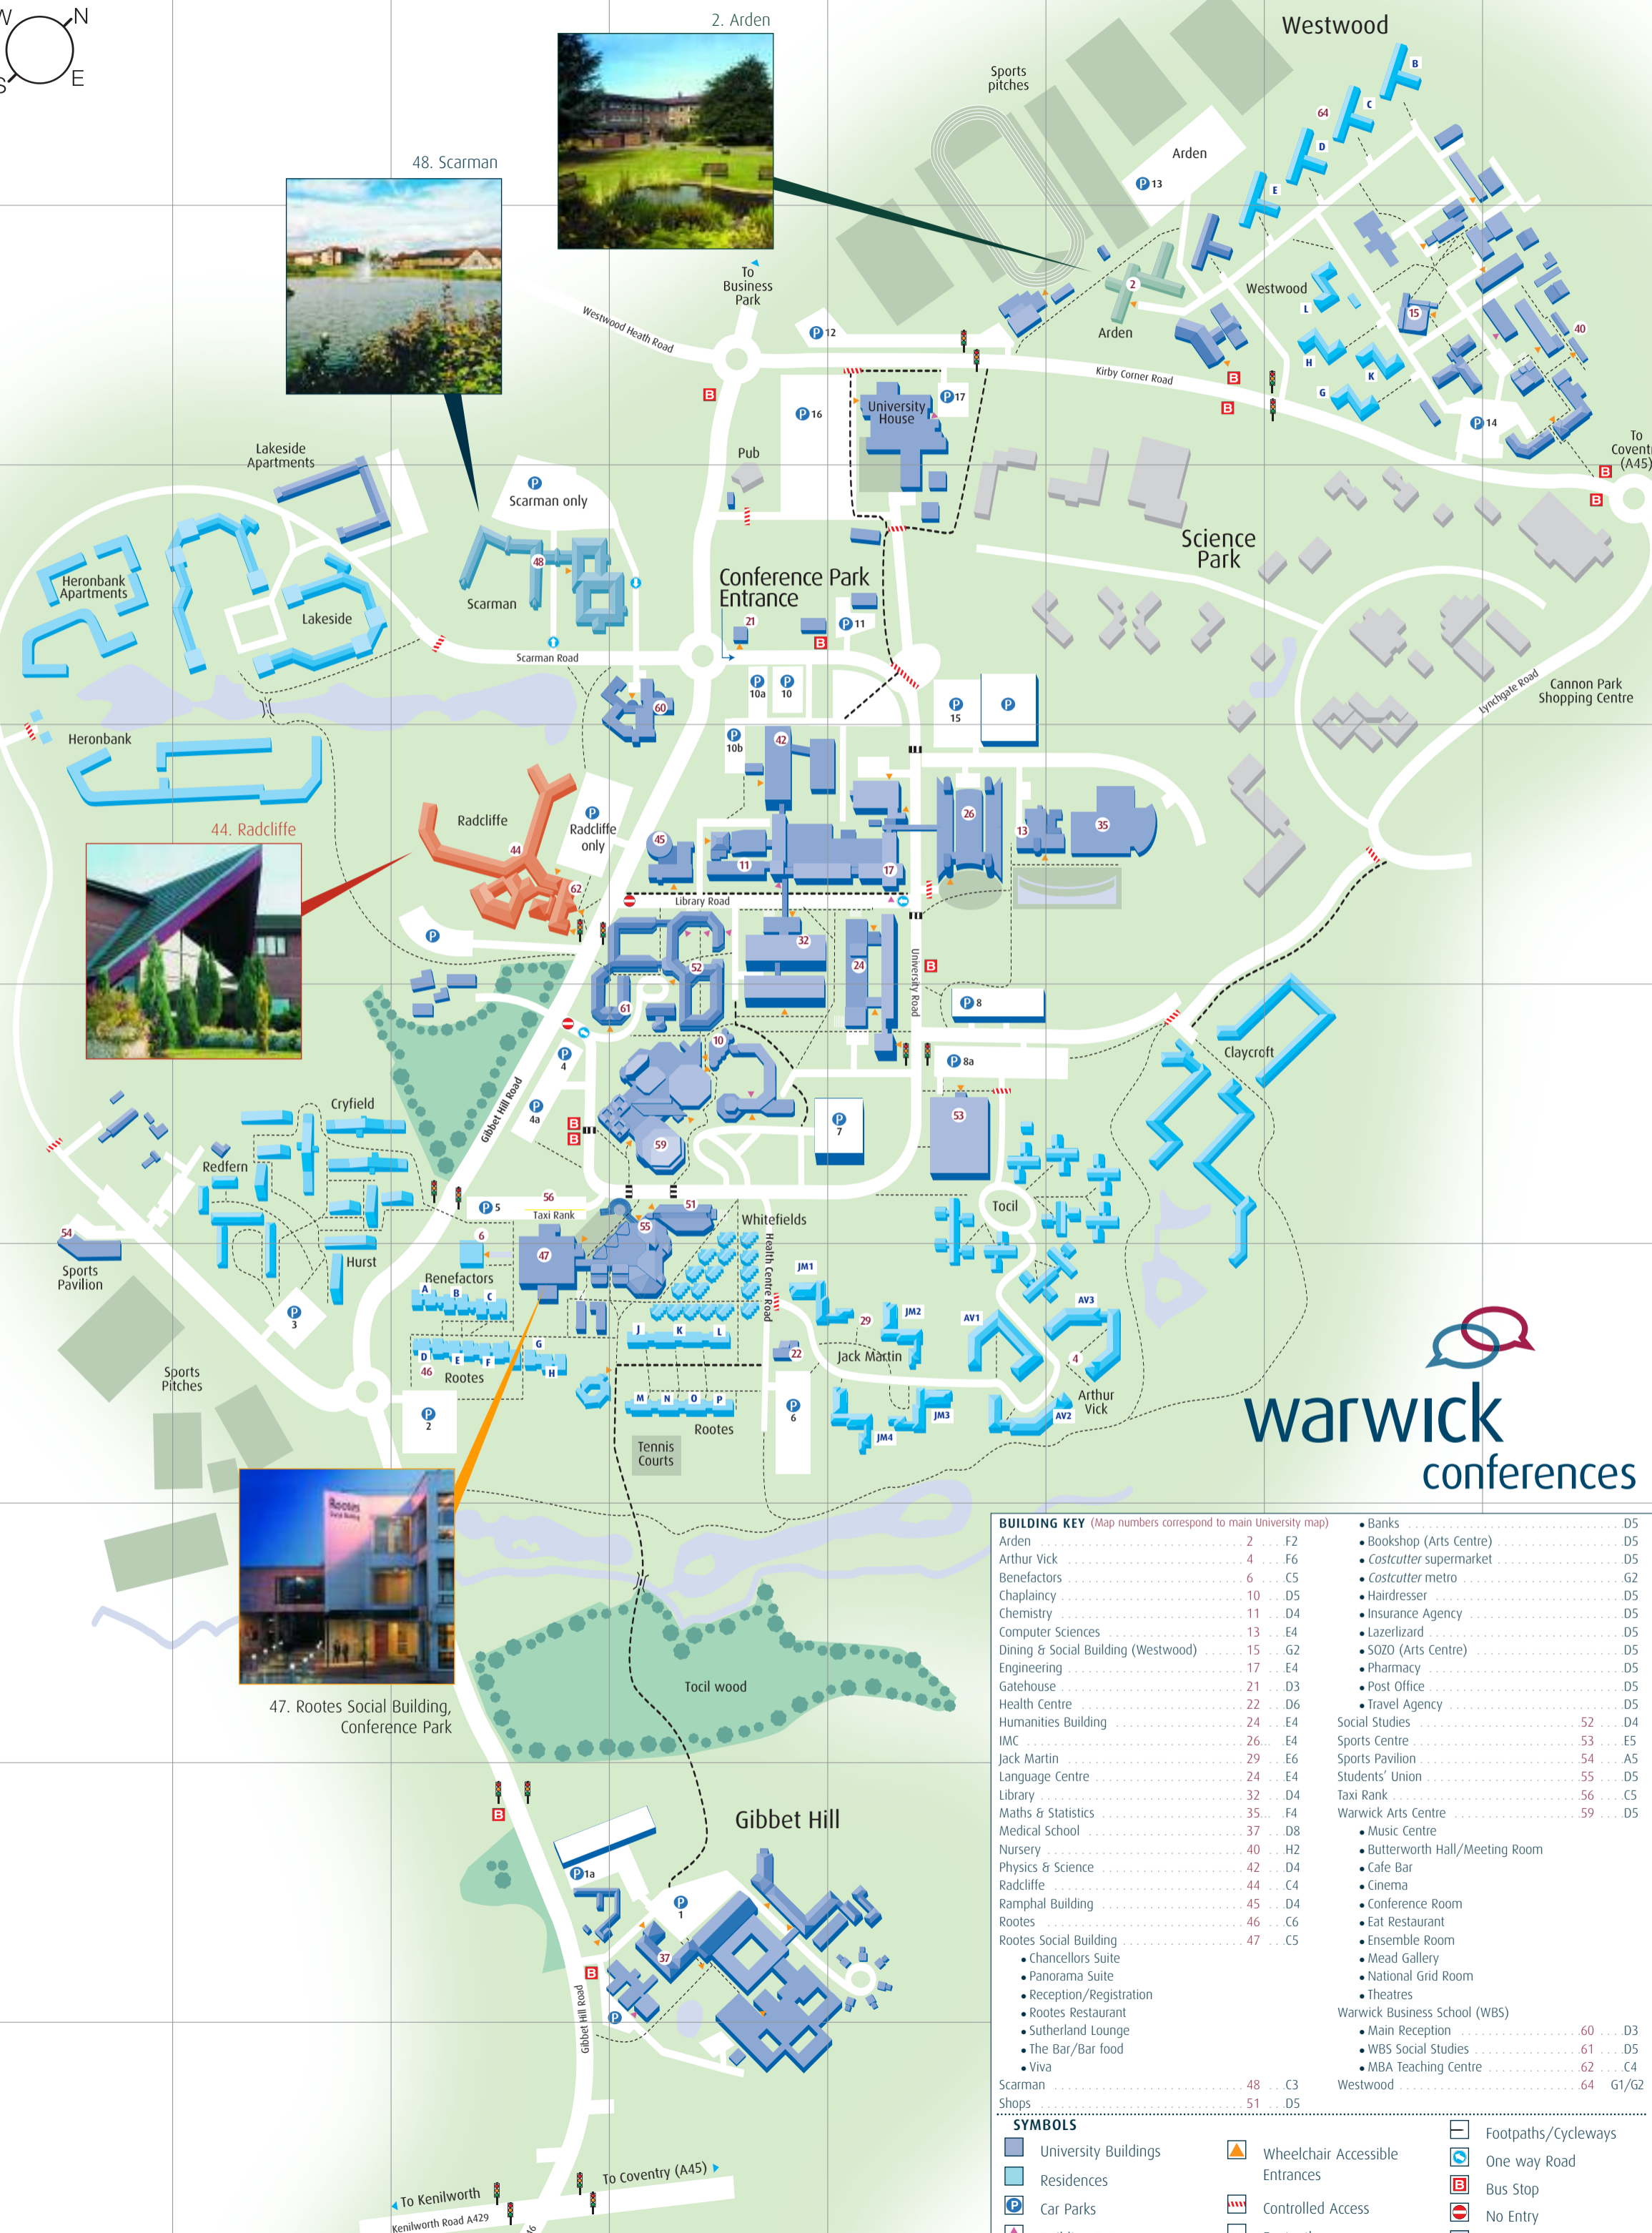 W
N
S
E
2. Arden
48. Scarman
Westwood
Sports
pitches
B
64
C
D
Arden
P 13
E
To
Business
Park
Westwood Heath Road
P 12
2
Arden
Westwood
L
15
40
H
K
G
Kirby Corner Road
B
B
B
P 16
University
House
P 17
P 14
To
Covent
(A45)
B
B
Lakeside
Apartments
Pub
P
Scarman only
48
Scarman
Science
Park
Heronbank
Apartments
Lakeside
Conference Park
Entrance
21
P 11
B
Scarman Road
P
10a
P
10
P
15
P
Cannon Park
Shopping Centre
Lynchgate Road
60
Heronbank
P
10b
42
44. Radcliffe
Radcliffe
44
P
Radcliffe
only
62
45
11
17
26
13
35
Library Road
P
32
52
24
61
University Road
B
P 8
P
4
10
P 8a
Claycroft
P
4a
B
B
Gibbet Hill Road
59
P
7
53
Cryfield
Redfern
54
Sports
Pavilion
Hurst
P 5
56
Taxi Rank
6
47
55
51
Whitefields
Tocil
Benefactors
A
B
C
Health Centre Road
JM1
29
JM2
AV1
AV3
P
3
J
K
L
22
Jack Martin
4
Arthur
Vick
D
E
F
G
H
46
Rootes
Sports
Pitches
M
N
O
P
Rootes
P
6
JM3
JM4
AV2
P
2
Tennis
Courts
warwick
conferences
Rootes
47. Rootes Social Building,
Conference Park
Tocil wood
B
Gibbet Hill
P 1a
P
1
37
B
P
Gibbet Hill Road
To Coventry (A45)
To Kenilworth
Kenilworth Road A429
BUILDING KEY (Map numbers correspond to main University map)
Arden 2 F2
Arthur Vick 4 F6
Benefactors 6 C5
Chaplaincy 10 D5
Chemistry 11 D4
Computer Sciences 13 E4
Dining & Social Building (Westwood) 15 G2
Engineering 17 E4
Gatehouse 21 D3
Health Centre 22 D6
Humanities Building 24 E4
IMC 26 E4
Jack Martin 29 E6
Language Centre 24 E4
Library 32 D4
Maths & Statistics 35 F4
Medical School 37 D8
Nursery 40 H2
Physics & Science 42 D4
Radcliffe 44 C4
Ramphal Building 45 D4
Rootes 46 C6
Rootes Social Building 47 C5
• Chancellors Suite
• Panorama Suite
• Reception/Registration
• Rootes Restaurant
• Sutherland Lounge
• The Bar/Bar food
• Viva
Scarman 48 C3
Shops 51 D5
• Banks D5
• Bookshop (Arts Centre) D5
• Costcutter supermarket D5
• Costcutter metro G2
• Hairdresser D5
• Insurance Agency D5
• Lazerlizard D5
• SOZO (Arts Centre) D5
• Pharmacy D5
• Post Office D5
• Travel Agency D5
Social Studies 52 D4
Sports Centre 53 E5
Sports Pavilion 54 A5
Students' Union 55 D5
Taxi Rank 56 C5
Warwick Arts Centre 59 D5
• Music Centre
• Butterworth Hall/Meeting Room
• Cafe Bar
• Cinema
• Conference Room
• Eat Restaurant
• Ensemble Room
• Mead Gallery
• National Grid Room
• Theatres
Warwick Business School (WBS)
• Main Reception 60 D3
• WBS Social Studies 61 D5
• MBA Teaching Centre 62 C4
Westwood 64 G1/G2
SYMBOLS
University Buildings
Residences
P Car Parks
Wheelchair Accessible
Entrances
Controlled Access
Footpaths/Cycleways
One way Road
B Bus Stop
No Entry